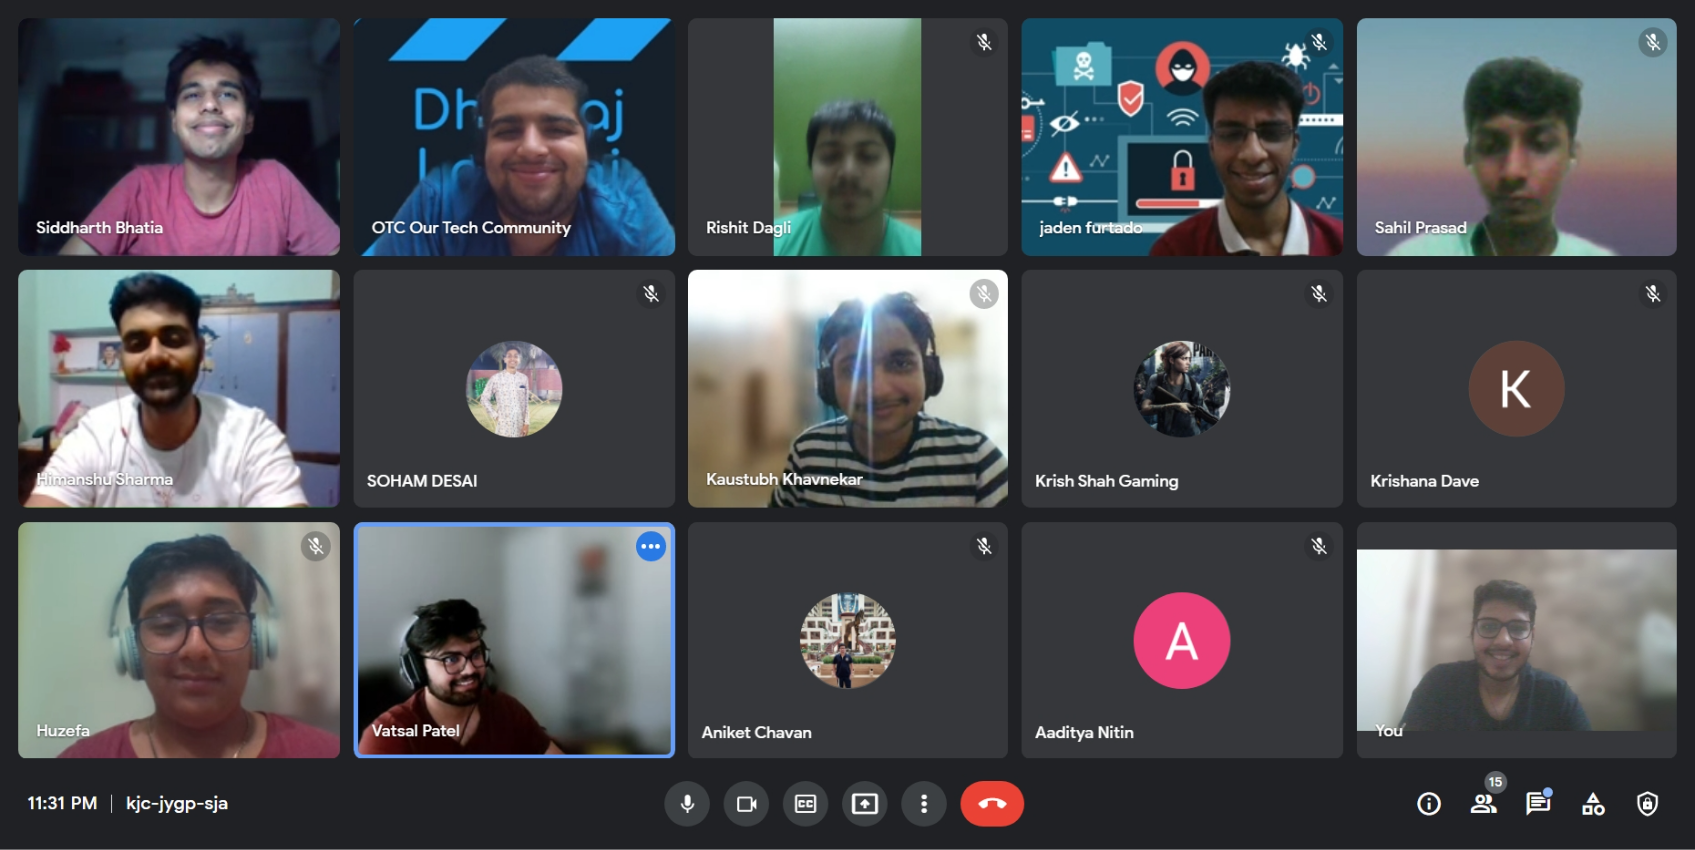 Siddharth Bhatia
Dh aj
OTC Our Tech Community
Rishit Dagli
jaden furtado
Sahil Prasad
Himanshu Sharma
SOHAM DESAI
Kaustubh Khavnekar
Krish Shah Gaming
K
Krishana Dave
Huzefa
Vatsal Patel
Aniket Chavan
A
Aaditya Nitin
You
11:31 PM | kjc-jygp-sja
CC
15